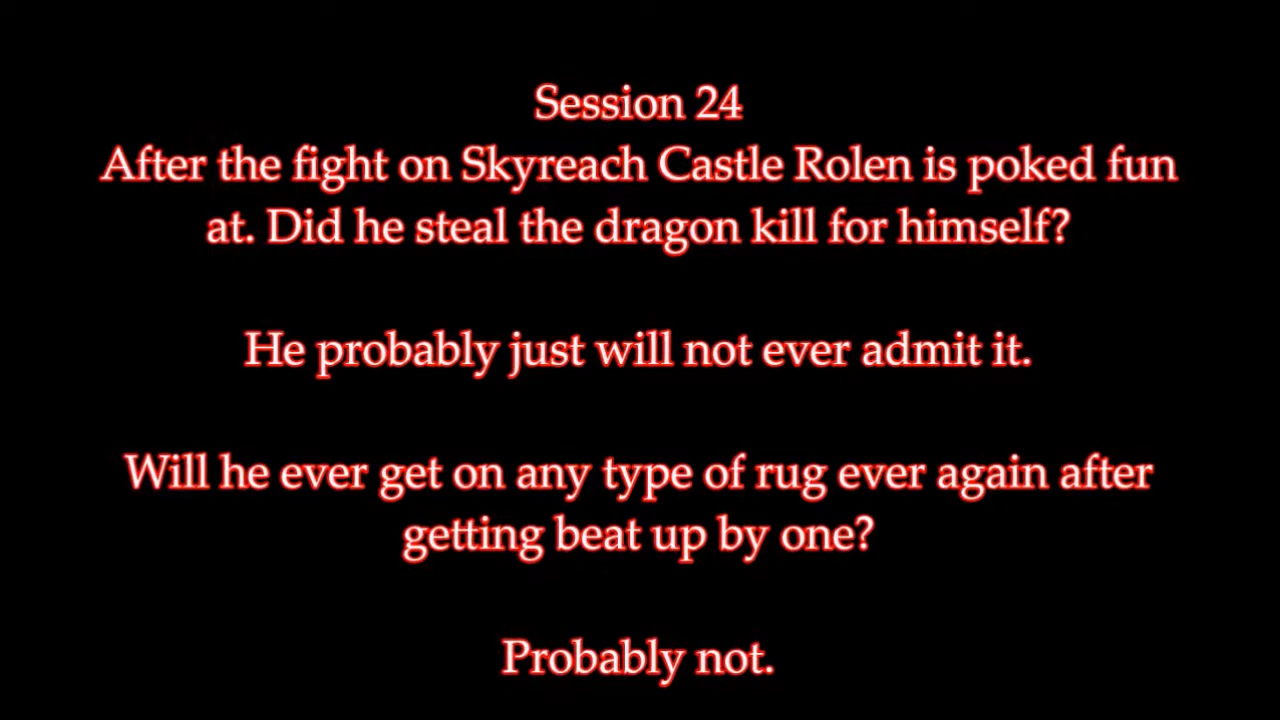 Session 24
After the fight on Skyreach Castle Rolen is poked fun
at. Did he steal the dragon kill for himself?
He probably just will not ever admit it.
Will he ever get on any type of rug ever again after
getting beat up by one?
Probably not.